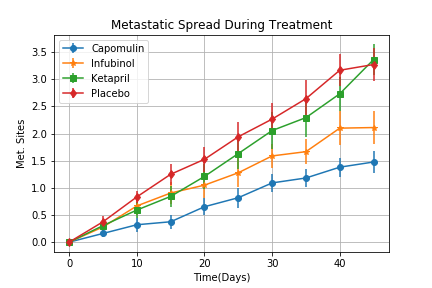 Metastatic Spread During Treatment
Capomulin
Infubinol
Ketapril
Placebo
Met. Sites
3.5
3.0
2.5
2.0
1.5
1.0
0.5
0.0
0
10
20
30
40
Time(Days)